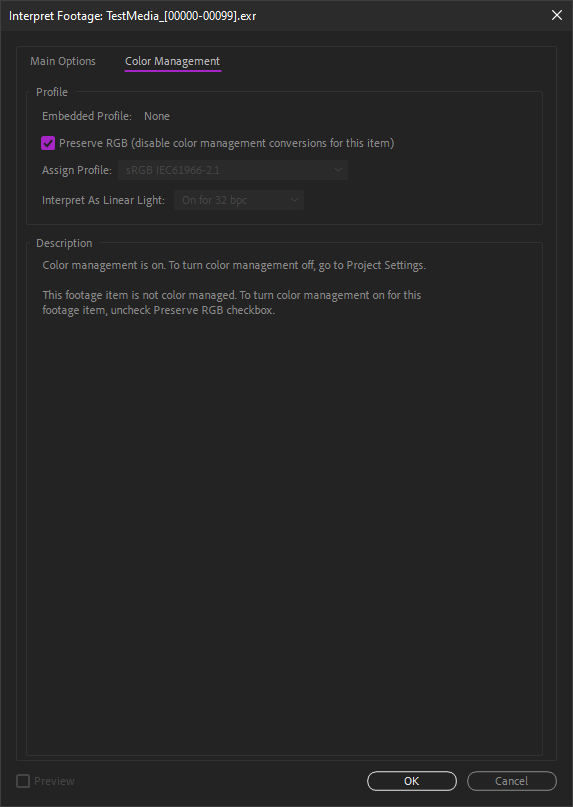 Interpret Footage: TestMedia_[00000-00099].exr
Main Options
Color Management
Profile
Embedded Profile: None
Preserve RGB (disable color management conversions for this item)
Assign Profile: sRGB IEC61966-2.1
Interpret As Linear Light: On for 32 bpc
Description
Color management is on. To turn color management off, go to Project Settings.
This footage item is not color managed. To turn color management on for this
footage item, uncheck Preserve RGB checkbox.
Preview
OK
Cancel